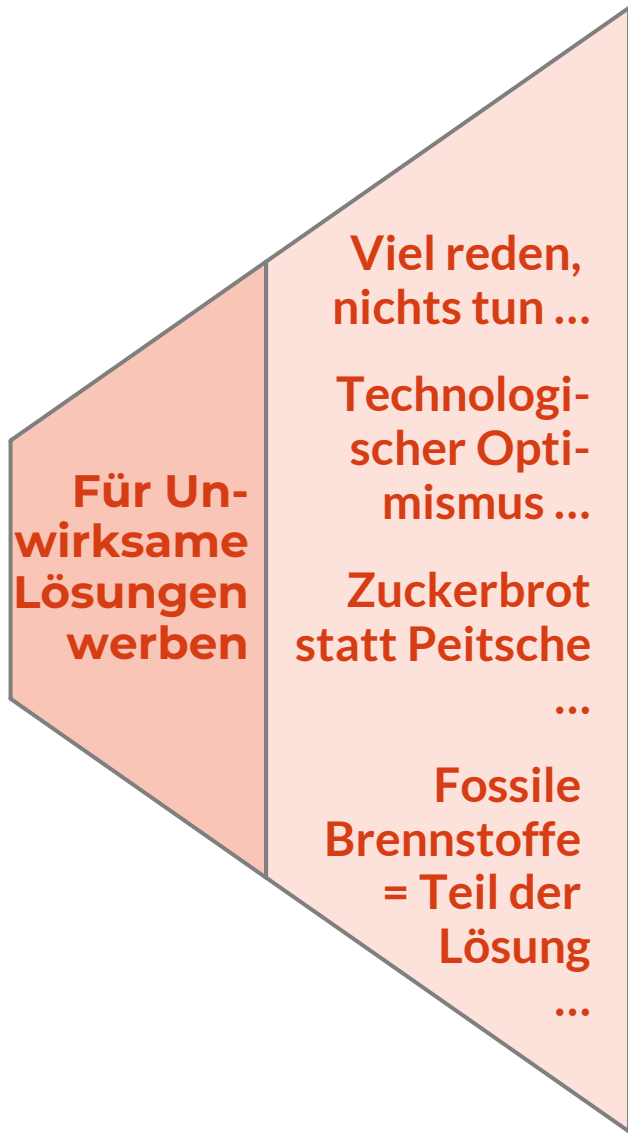 Für Un-
wirksame
Lösungen
werben
Viel reden,
nichts tun ...
Technologi-
scher Opti-
mismus ...
Zuckerbrot
statt Peitsche
...
Fossile
Brennstoffe
= Teil der
Lösung
...